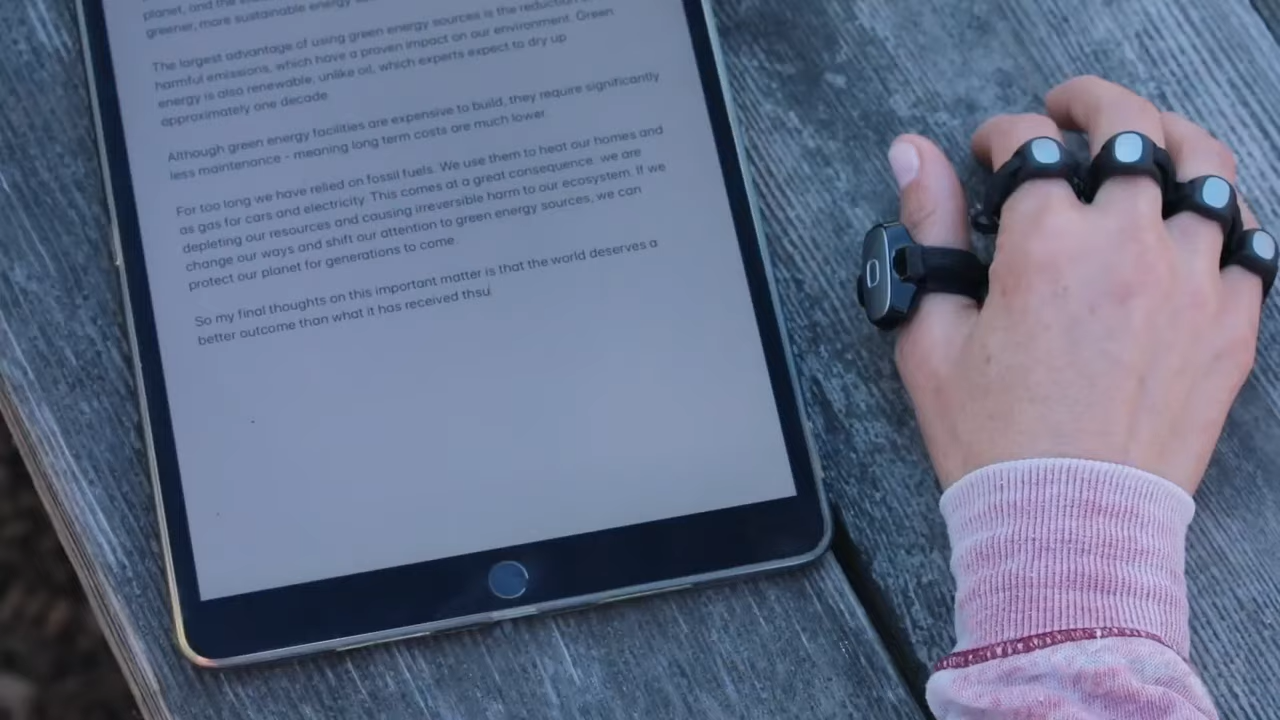 planet, and the
greener, more sustainable energy
The largest advantage of using green energy sources is the reduction
harmful emissions, which have a proven impact on our environment. Green
energy is also renewable, unlike oil, which experts expect to dry up
approximately one decade.
Although green energy facilities are expensive to build, they require significantly
less maintenance - meaning long term costs are much lower.
For too long we have relied on fossil fuels. We use them to heat our homes and
as gas for cars and electricity. This comes at a great consequence. we are
depleting our resources and causing irreversible harm to our ecosystem. If we
change our ways and shift our attention to green energy sources, we can
protect our planet for generations to come.
So my final thoughts on this important matter is that the world deserves a
better outcome than what it has received thsu